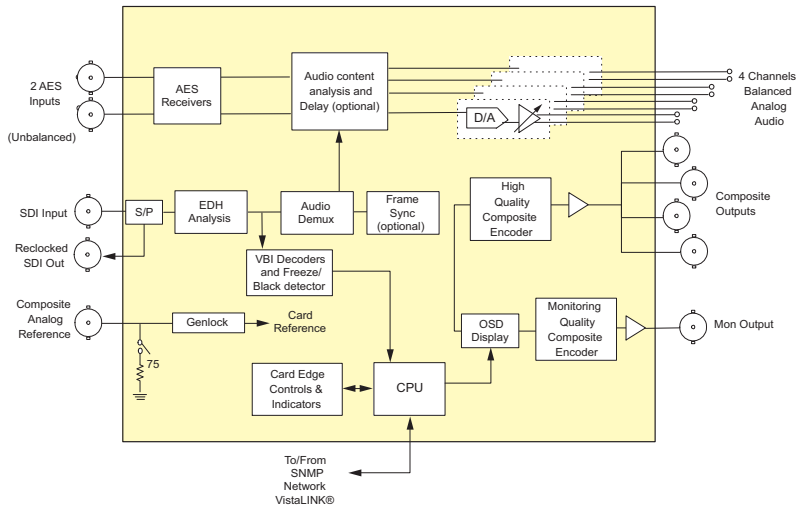 2 AES
Inputs
(Unbalanced)
AES
Receivers
Audio content
analysis and
Delay (optional)
D/A
4 Channels
Balanced
Analog
Audio
SDI Input
S/P
EDH
Analysis
Audio
Demux
Frame
Sync
(optional)
High
Quality
Composite
Encoder
Composite
Outputs
Reclocked
SDI Out
VBI Decoders
and Freeze/
Black detector
Composite
Analog
Reference
Genlock
Card
Reference
75
OSD
Display
Monitoring
Quality
Composite
Encoder
Mon Output
Card Edge
Controls &
Indicators
CPU
To/From
SNMP
Network
VistaLINK®